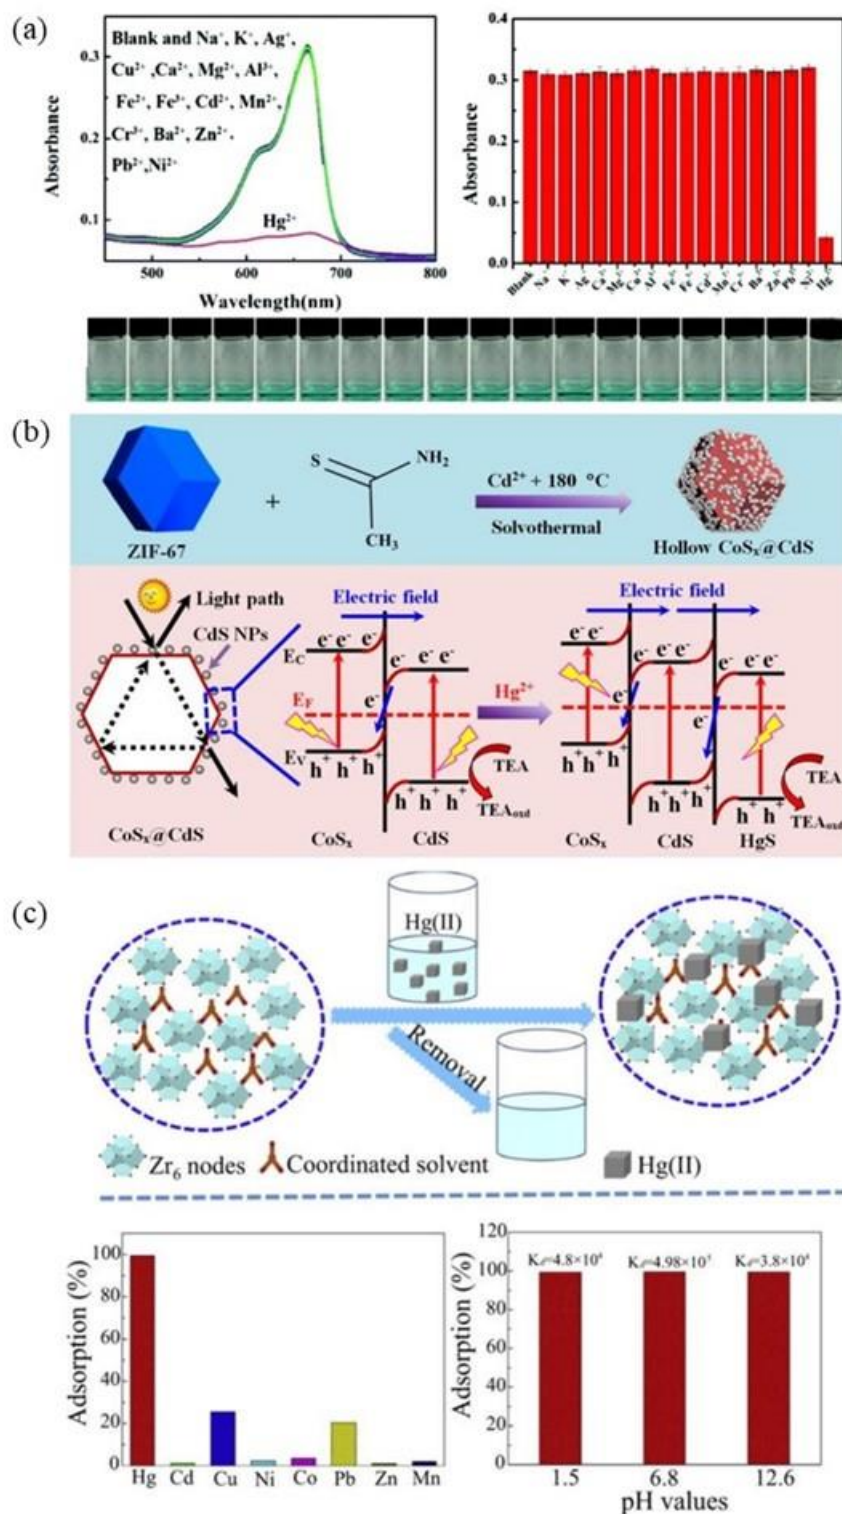 (a)
Blank and Na⁺, K⁺, Ag⁺,
Cu²⁺ ,Ca²⁺, Mg²⁺, Al³⁺,
Fe²⁺, Fe³⁺, Cd²⁺, Mn²⁺,
Cr³⁺, Ba²⁺, Zn²⁺,
Pb²⁺,Ni²⁺
Hg²⁺
Absorbance
0.3
0.2
0.1
500 600 700 800
Wavelength(nm)
Absorbance
0.4
0.3
0.2
0.1
0.0
Blank Na⁺ K⁺ Ag⁺
(b)
S
NH₂
CH₃
+
Cd²⁺ + 180 °C
Solvothermal
ZIF-67
Hollow CoSₓ@CdS
Light path
CdS NPs
CoSₓ@CdS
Electric field
e⁻ e⁻ e⁻
E_C
e⁻ e⁻ e⁻
E_F
e⁻
E_V
h⁺ h⁺ h⁺
h⁺ h⁺ h⁺
TEA
TEAₒₓd
CoSₓ CdS
Hg²⁺
Electric field
e⁻ e⁻
e⁻ e⁻ e⁻
e⁻ e⁻ e⁻
e⁻
e⁻
h⁺ h⁺ h⁺
h⁺ h⁺ h⁺
h⁺ h⁺ h⁺
TEA
TEAₒₓd
CoSₓ CdS HgS
(c)
Hg(II)
Removal
Zr₆ nodes
Coordinated solvent
Hg(II)
Adsorption (%)
100
80
60
40
20
0
Hg Cd Cu Ni Co Pb Zn Mn
Adsorption (%)
120
100
80
60
40
20
0
K_d=4.8×10⁴ K_d=4.98×10⁵ K_d=3.8×10⁴
1.5 6.8 12.6
pH values